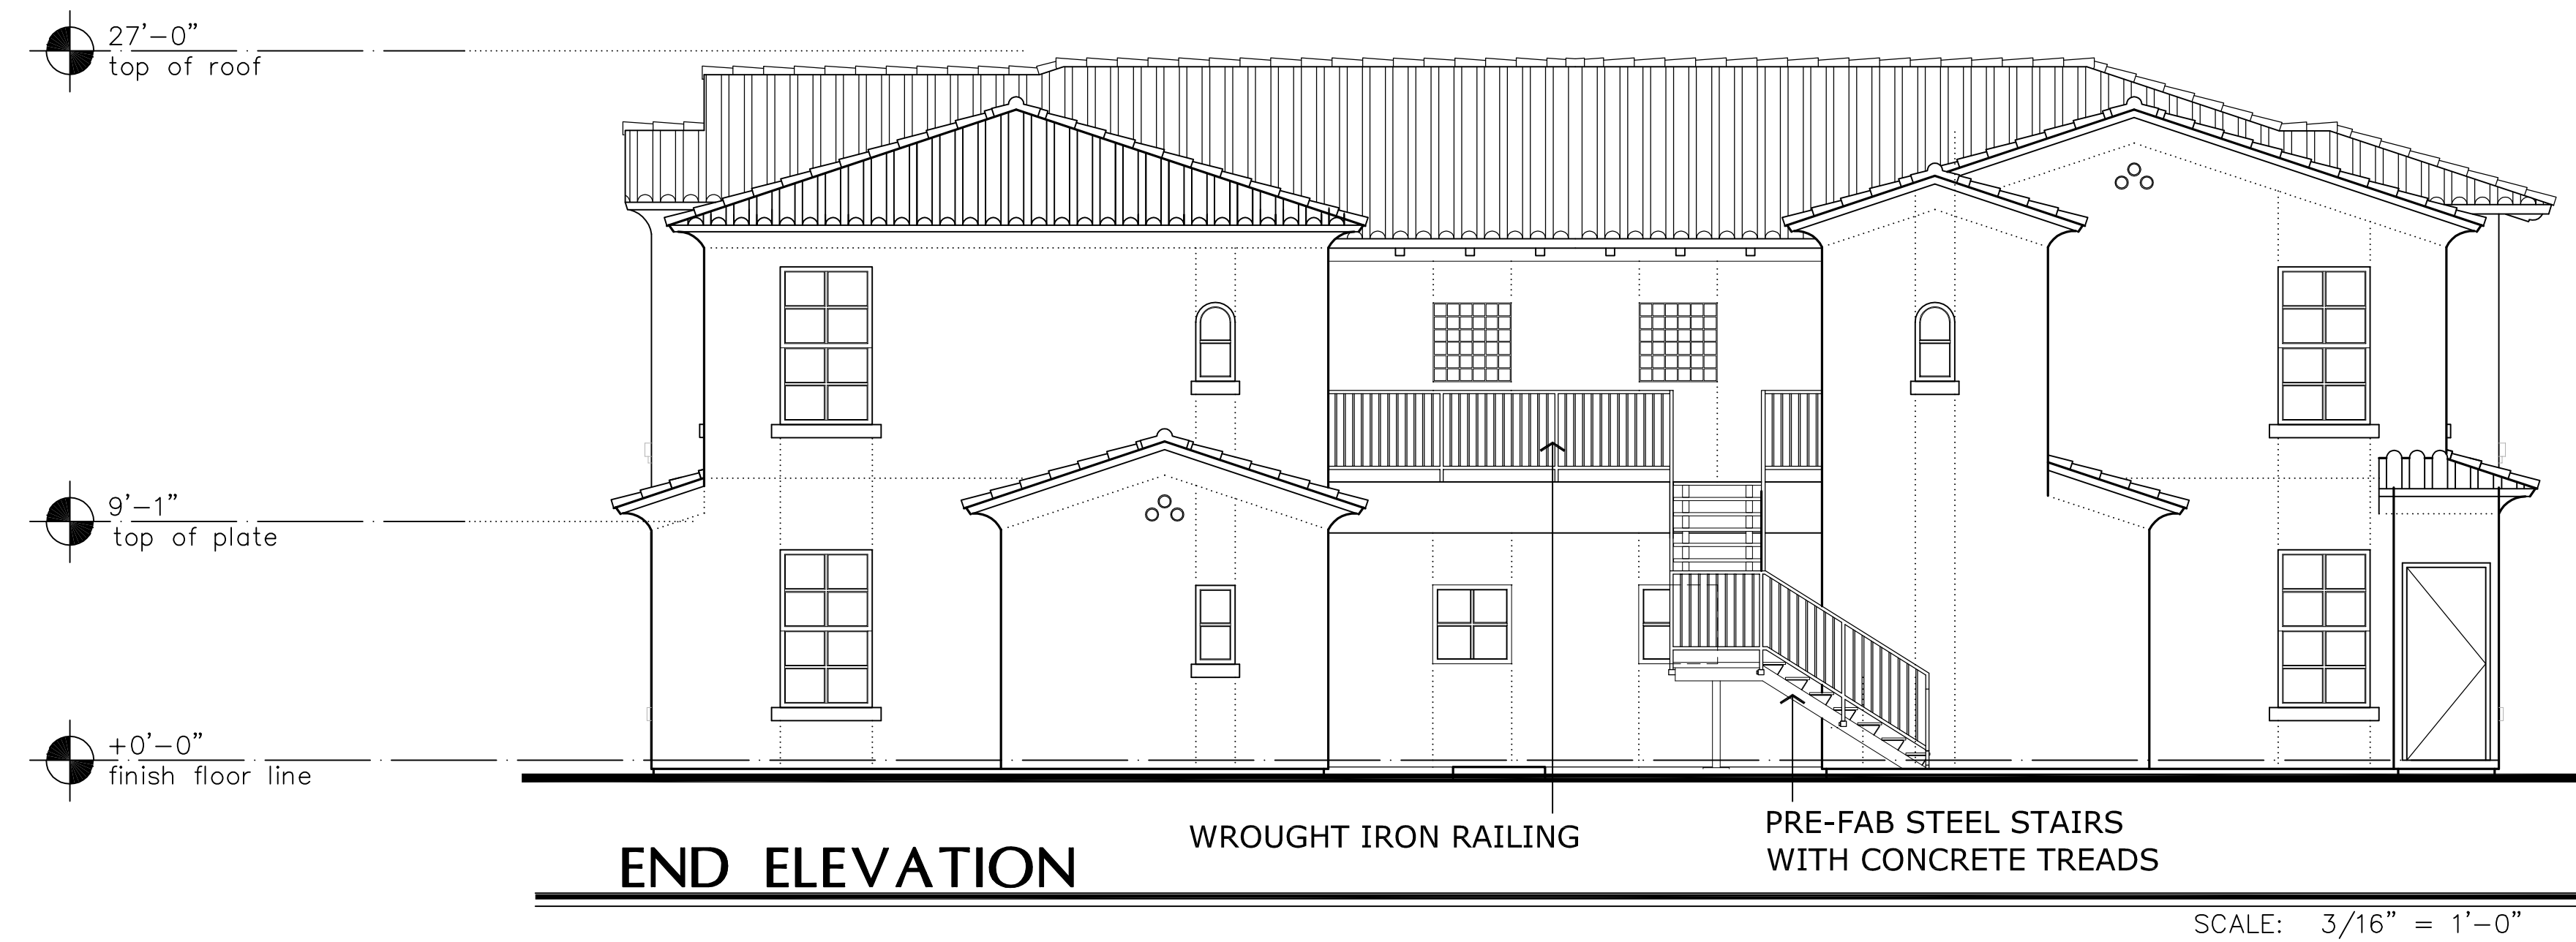 27’-0”
top of roof
9’-1”
top of plate
+0’-0”
finish floor line
WROUGHT IRON RAILING
PRE-FAB STEEL STAIRS
WITH CONCRETE TREADS
END ELEVATION
SCALE: 3/16” = 1’-0”